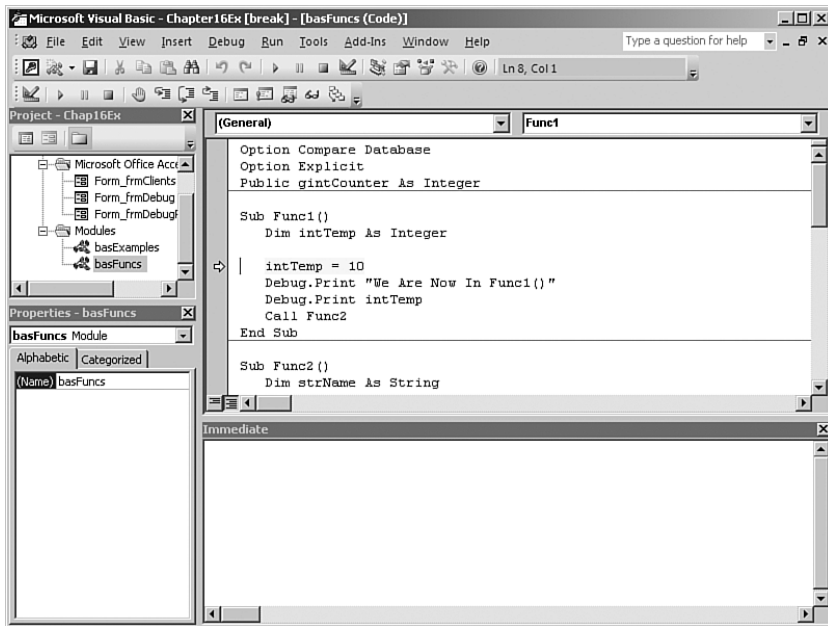 Microsoft Visual Basic - Chapter16Ex [break] - [basFuncs (Code)]
File Edit View Insert Debug Run Tools Add-Ins Window Help
Type a question for help
Ln 8, Col 1
Project - Chap16Ex
Microsoft Office Acce
Form_frmClients
Form_frmDebug
Form_frmDebugF
Modules
basExamples
basFuncs
Properties - basFuncs
basFuncs Module
Alphabetic Categorized
(Name) basFuncs
(General) Func1
Option Compare Database
Option Explicit
Public gintCounter As Integer
Sub Func1()
Dim intTemp As Integer
intTemp = 10
Debug.Print "We Are Now In Func1()"
Debug.Print intTemp
Call Func2
End Sub
Sub Func2()
Dim strName As String
Immediate